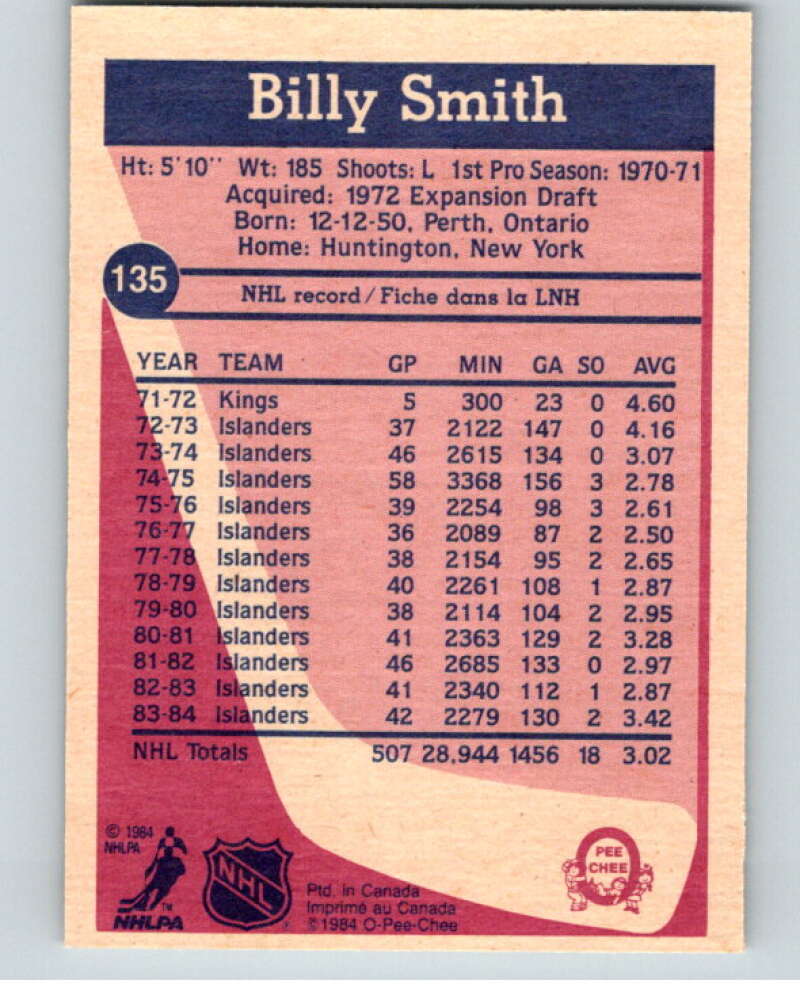 Billy Smith
Ht: 5'10'' Wt: 185 Shoots: L 1st Pro Season: 1970-71
Acquired: 1972 Expansion Draft
Born: 12-12-50, Perth, Ontario
Home: Huntington, New York
135
NHL record/Fiche dans la LNH
YEAR TEAM GP MIN GA SO AVG
71-72 Kings 5 300 23 0 4.60
72-73 Islanders 37 2122 147 0 4.16
73-74 Islanders 46 2615 134 0 3.07
74-75 Islanders 58 3368 156 3 2.78
75-76 Islanders 39 2254 98 3 2.61
76-77 Islanders 36 2089 87 2 2.50
77-78 Islanders 38 2154 95 2 2.65
78-79 Islanders 40 2261 108 1 2.87
79-80 Islanders 38 2114 104 2 2.95
80-81 Islanders 41 2363 129 2 3.28
81-82 Islanders 46 2685 133 0 2.97
82-83 Islanders 41 2340 112 1 2.87
83-84 Islanders 42 2279 130 2 3.42
NHL Totals 507 28,944 1456 18 3.02
© 1984
NHLPA
TM
NHLPA
NHL
Ptd. in Canada
Imprimé au Canada
©1984 O-Pee-Chee
O
PEE
CHEE